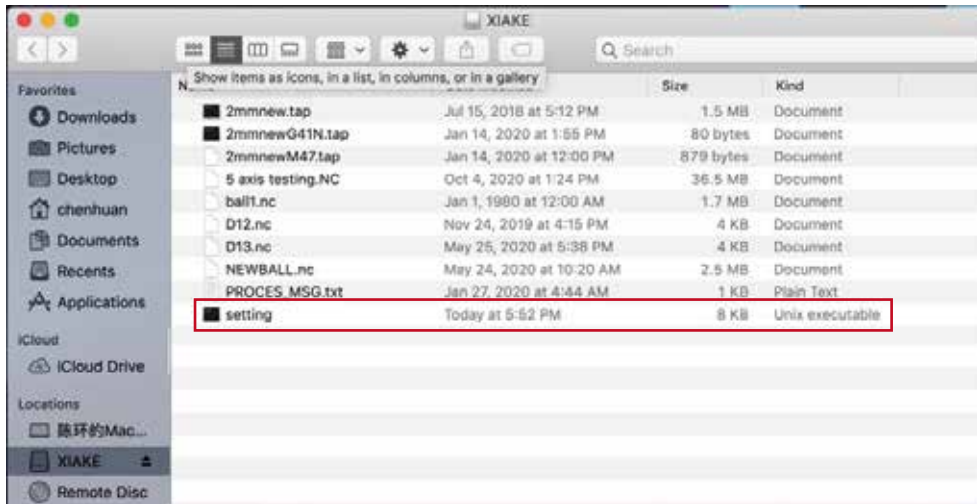 XIAKE
Search
Show items as icons, in a list, in columns, or in a gallery
Size Kind
2mmnew.tap Jul 15, 2018 at 5:12 PM 1.5 MB Document
2mmnewG41N.tap Jan 14, 2020 at 1:55 PM 80 bytes Document
2mmnewM47.tap Jan 14, 2020 at 12:00 PM 879 bytes Document
5 axis testing.NC Oct 4, 2020 at 1:24 PM 36.5 MB Document
ball1.nc Jan 1, 1980 at 12:00 AM 1.7 MB Document
D12.nc Nov 24, 2019 at 4:15 PM 4 KB Document
D13.nc May 25, 2020 at 5:38 PM 4 KB Document
NEWBALL.nc May 24, 2020 at 10:20 AM 2.5 MB Document
PROCES_MSG.txt Jan 27, 2020 at 4:44 AM 1 KB Plain Text
setting Today at 5:52 PM 8 KB Unix executable
Favorites
Downloads
Pictures
Desktop
chenhuan
Documents
Recents
Applications
iCloud
iCloud Drive
Locations
陈环的Mac...
XIAKE
Remote Disc